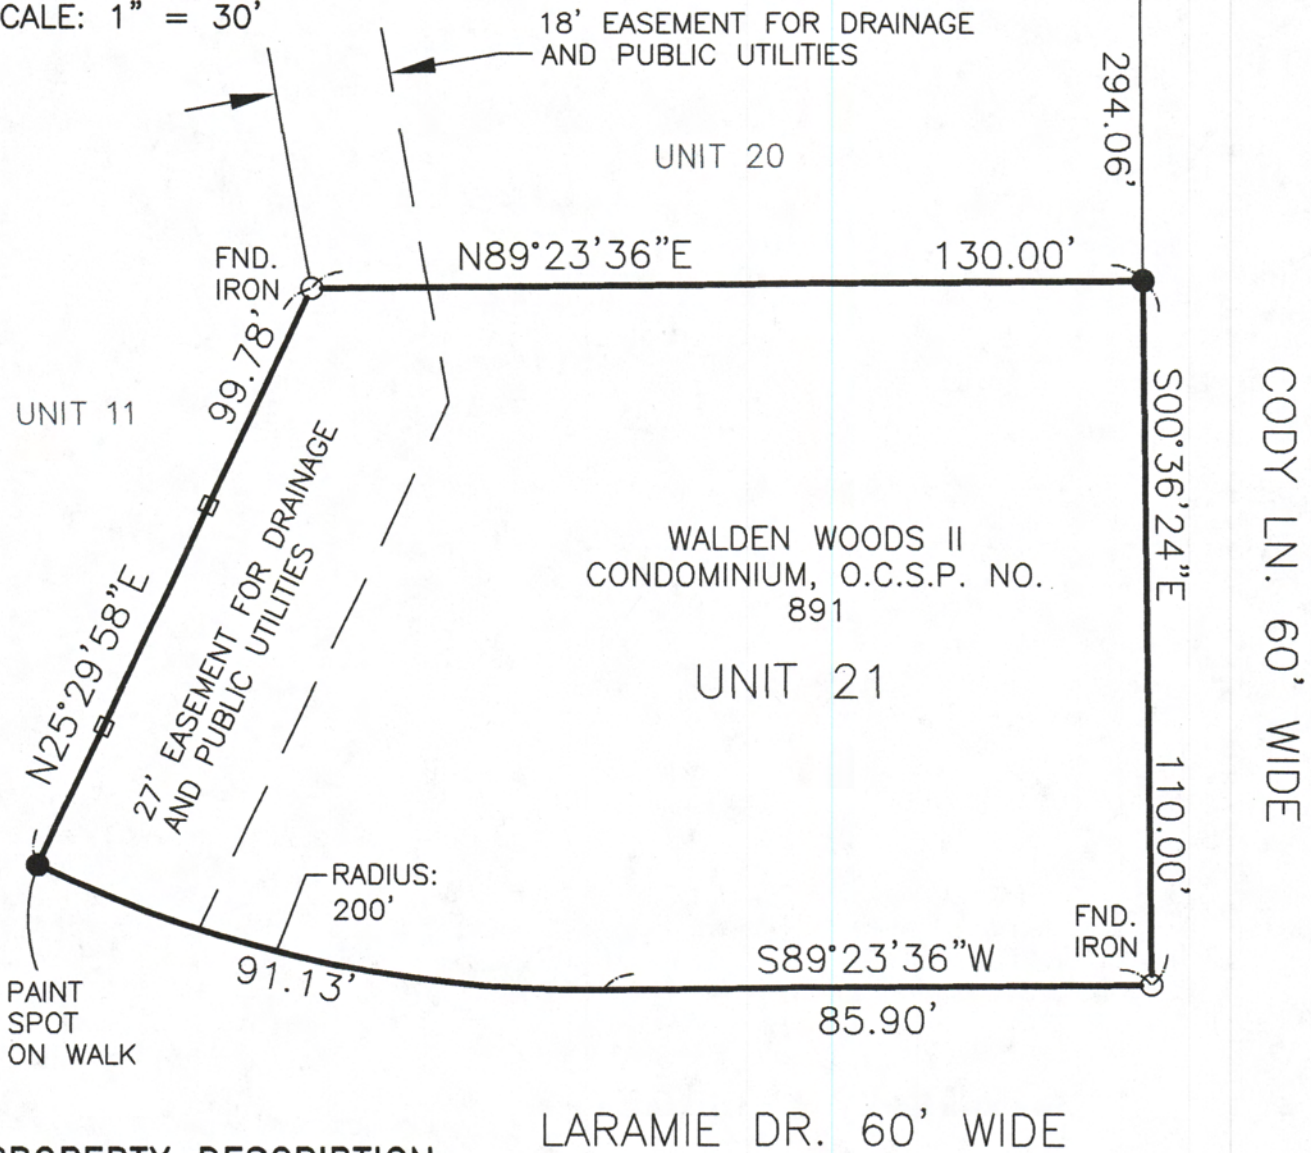 CALE: 1" = 30'
18' EASEMENT FOR DRAINAGE
AND PUBLIC UTILITIES
294.06'
UNIT 20
FND.
IRON
N89°23'36"E
130.00'
99.78'
UNIT 11
S00°36'24"E
CODY LN. 60' WIDE
27' EASEMENT FOR DRAINAGE
AND PUBLIC UTILITIES
WALDEN WOODS II
CONDOMINIUM, O.C.S.P. NO.
891
UNIT 21
N25°29'58"E
110.00'
RADIUS:
200'
FND.
IRON
S89°23'36"W
91.13'
85.90'
PAINT
SPOT
ON WALK
LARAMIE DR. 60' WIDE
PROPERTY DESCRIPTION